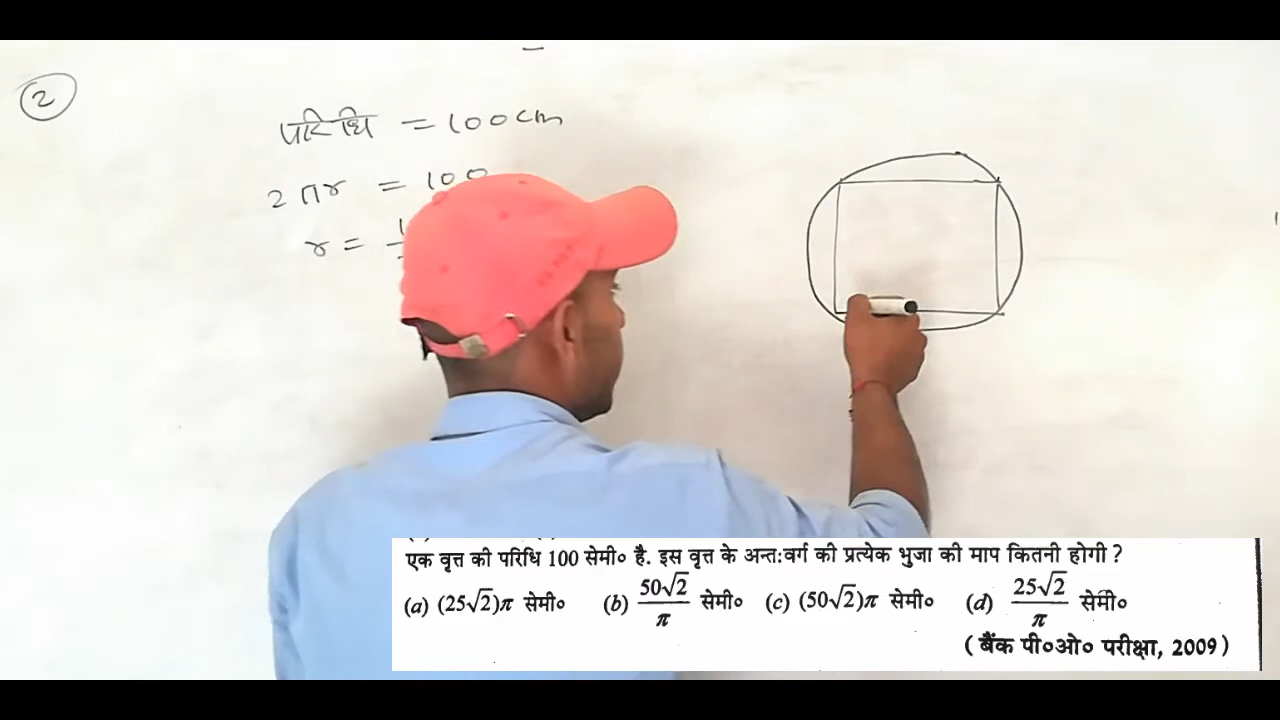 2
परिधि = 100cm
2πr = 100
r =
एक वृत्त की परिधि 100 सेमी० है. इस वृत्त के अन्त:वर्ग की प्रत्येक भुजा की माप कितनी होगी ?
(a) (25√2)π सेमी० (b) 50√2/π सेमी० (c) (50√2)π सेमी० (d) 25√2/π सेमी०
( बैंक पी०ओ० परीक्षा, 2009 )